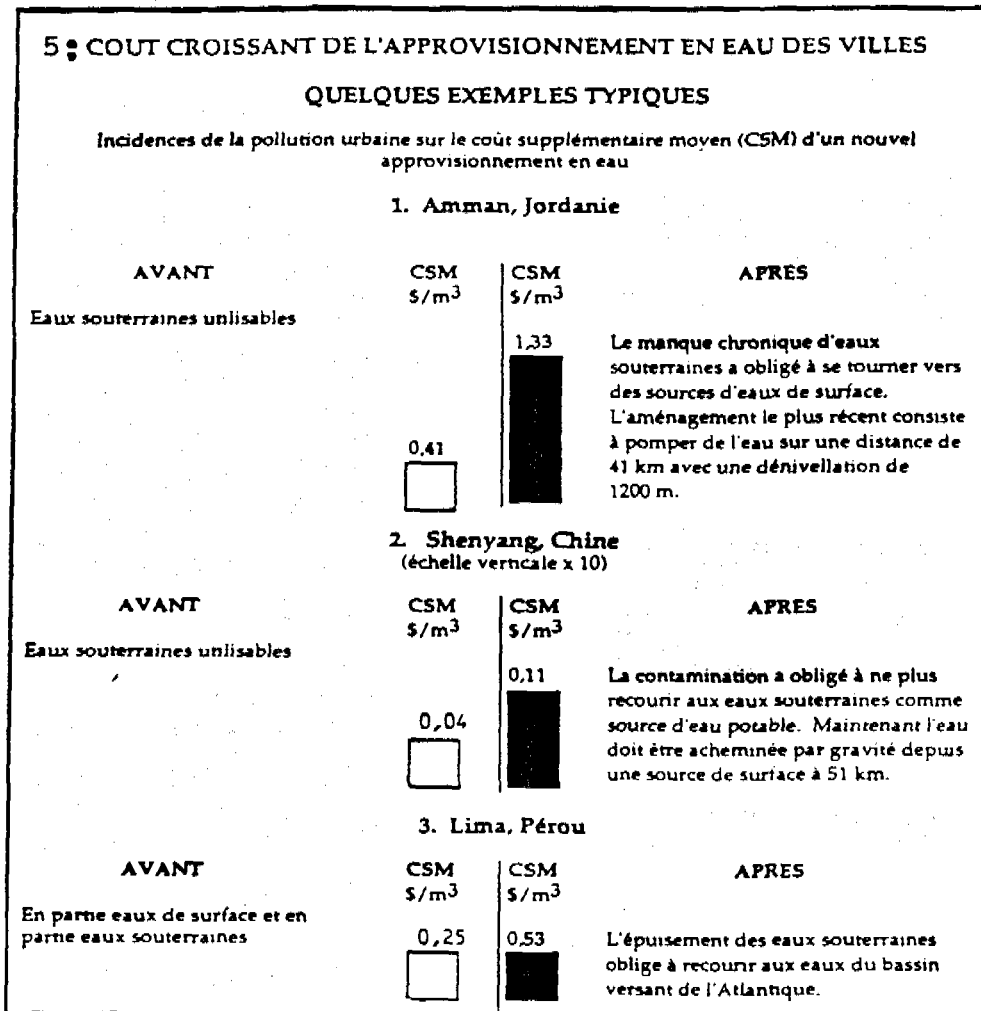 5 : COUT CROISSANT DE L'APPROVISIONNEMENT EN EAU DES VILLES
QUELQUES EXEMPLES TYPIQUES
Incidences de la pollution urbaine sur le coût supplémentaire moyen (CSM) d'un nouvel
approvisionnement en eau
1. Amman, Jordanie
AVANT
CSM
$/m³
CSM
$/m³
APRES
Eaux souterraines utilisables
0,41
1,33
Le manque chronique d'eaux
souterraines a obligé à se tourner vers
des sources d'eaux de surface.
L'aménagement le plus récent consiste
à pomper de l'eau sur une distance de
41 km avec une dénivellation de
1200 m.
2. Shenyang, Chine
(échelle verticale x 10)
AVANT
CSM
$/m³
CSM
$/m³
APRES
Eaux souterraines utilisables
0,04
0,11
La contamination a obligé à ne plus
recourir aux eaux souterraines comme
source d'eau potable. Maintenant l'eau
doit être acheminée par gravité depuis
une source de surface à 51 km.
3. Lima, Pérou
AVANT
CSM
$/m³
CSM
$/m³
APRES
En partie eaux de surface et en
partie eaux souterraines
0,25
0,53
L'épuisement des eaux souterraines
oblige à recourir aux eaux du bassin
versant de l'Atlantique.